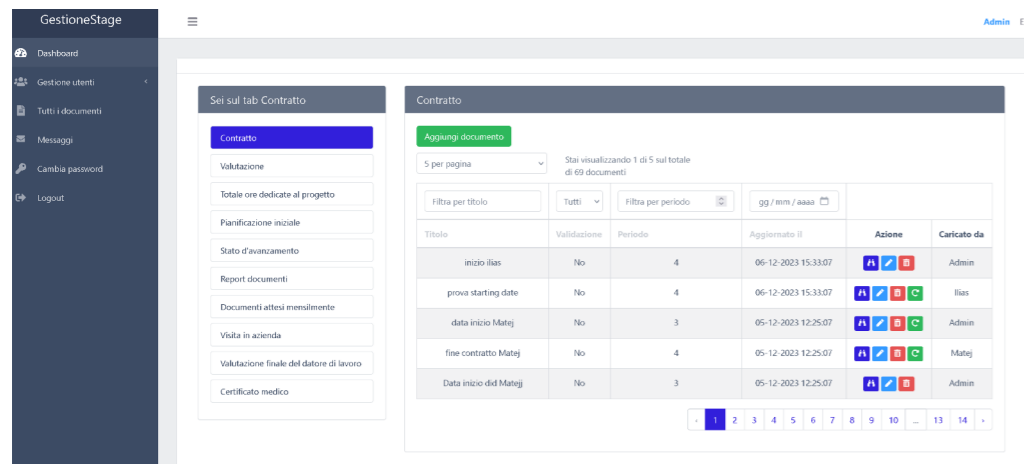 GestioneStage
Admin E
Dashboard
Gestione utenti
Tutti i documenti
Messaggi
Cambia password
Logout
Sei sul tab Contratto
Contratto
Valutazione
Totale ore dedicate al progetto
Pianificazione iniziale
Stato d'avanzamento
Report documenti
Documenti attesi mensilmente
Visita in azienda
Valutazione finale del datore di lavoro
Certificato medico
Contratto
Aggiungi documento
5 per pagina
Stai visualizzando 1 di 5 sul totale
di 69 documenti
Filtra per titolo Tutti Filtra per periodo gg/mm/aaaa
Titolo Validazione Periodo Aggiornato il Azione Caricato da
inizio ilias No 4 06-12-2023 15:33:07 Admin
prova starting date No 4 06-12-2023 15:33:07 Ilias
data inizio Matej No 3 05-12-2023 12:25:07 Admin
fine contratto Matej No 4 05-12-2023 12:25:07 Matej
Data inizio did Matejj No 3 05-12-2023 12:25:07 Admin
‹ 1 2 3 4 5 6 7 8 9 10 ... 13 14 ›